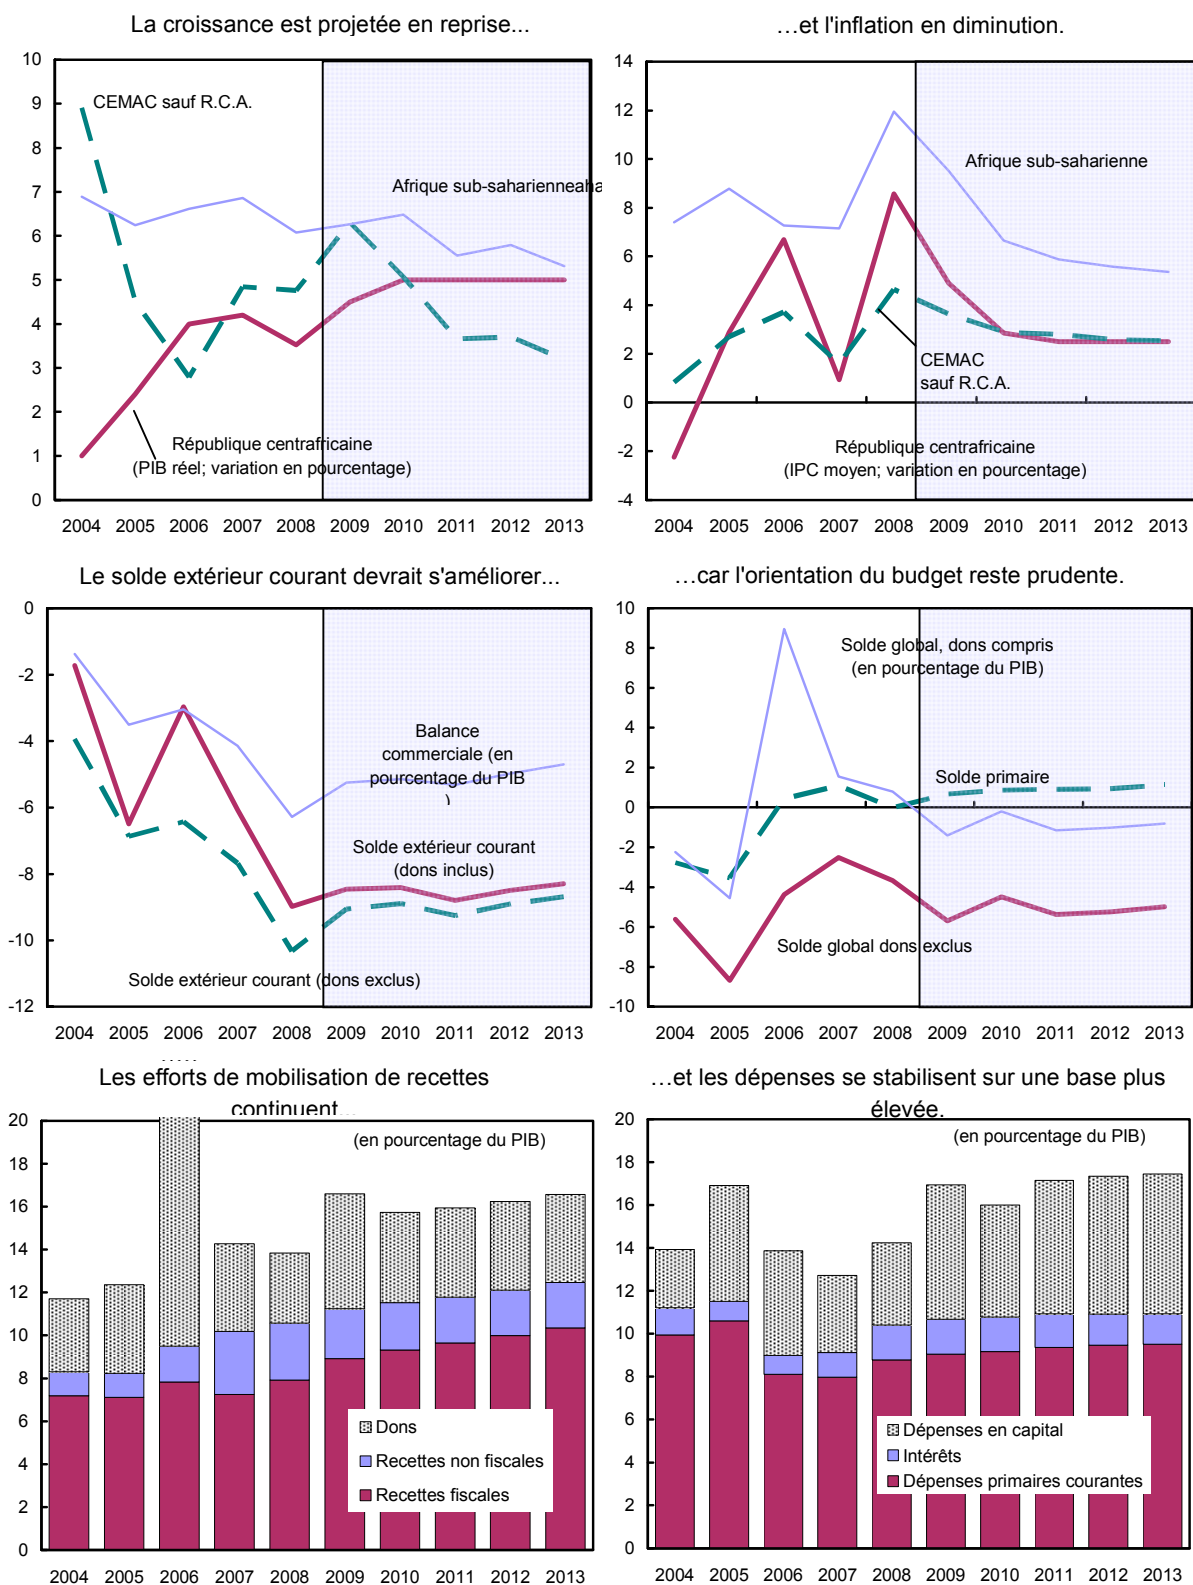 La croissance est projetée en reprise...
10
9
8
7
6
5
4
3
2
1
0
CEMAC sauf R.C.A.
Afrique sub-saharienneaha
République centrafricaine
(PIB réel; variation en pourcentage)
2004 2005 2006 2007 2008 2009 2010 2011 2012 2013
…et l'inflation en diminution.
14
12
10
8
6
4
2
0
-2
-4
Afrique sub-saharienne
CEMAC
sauf R.C.A.
République centrafricaine
(IPC moyen; variation en pourcentage)
2004 2005 2006 2007 2008 2009 2010 2011 2012 2013
Le solde extérieur courant devrait s'améliorer...
0
-2
-4
-6
-8
-10
-12
Balance
commerciale (en
pourcentage du PIB
)
Solde extérieur courant
(dons inclus)
Solde extérieur courant (dons exclus)
2004 2005 2006 2007 2008 2009 2010 2011 2012 2013
…car l'orientation du budget reste prudente.
10
8
6
4
2
0
-2
-4
-6
-8
-10
Solde global, dons compris
(en pourcentage du PIB)
Solde primaire
Solde global dons exclus
2004 2005 2006 2007 2008 2009 2010 2011 2012 2013
Les efforts de mobilisation de recettes
continuent...
20
18
16
14
12
10
8
6
4
2
0
(en pourcentage du PIB)
Dons
Recettes non fiscales
Recettes fiscales
2004 2005 2006 2007 2008 2009 2010 2011 2012 2013
…et les dépenses se stabilisent sur une base plus
élevée.
20
18
16
14
12
10
8
6
4
2
0
(en pourcentage du PIB)
Dépenses en capital
Intérêts
Dépenses primaires courantes
2004 2005 2006 2007 2008 2009 2010 2011 2012 2013